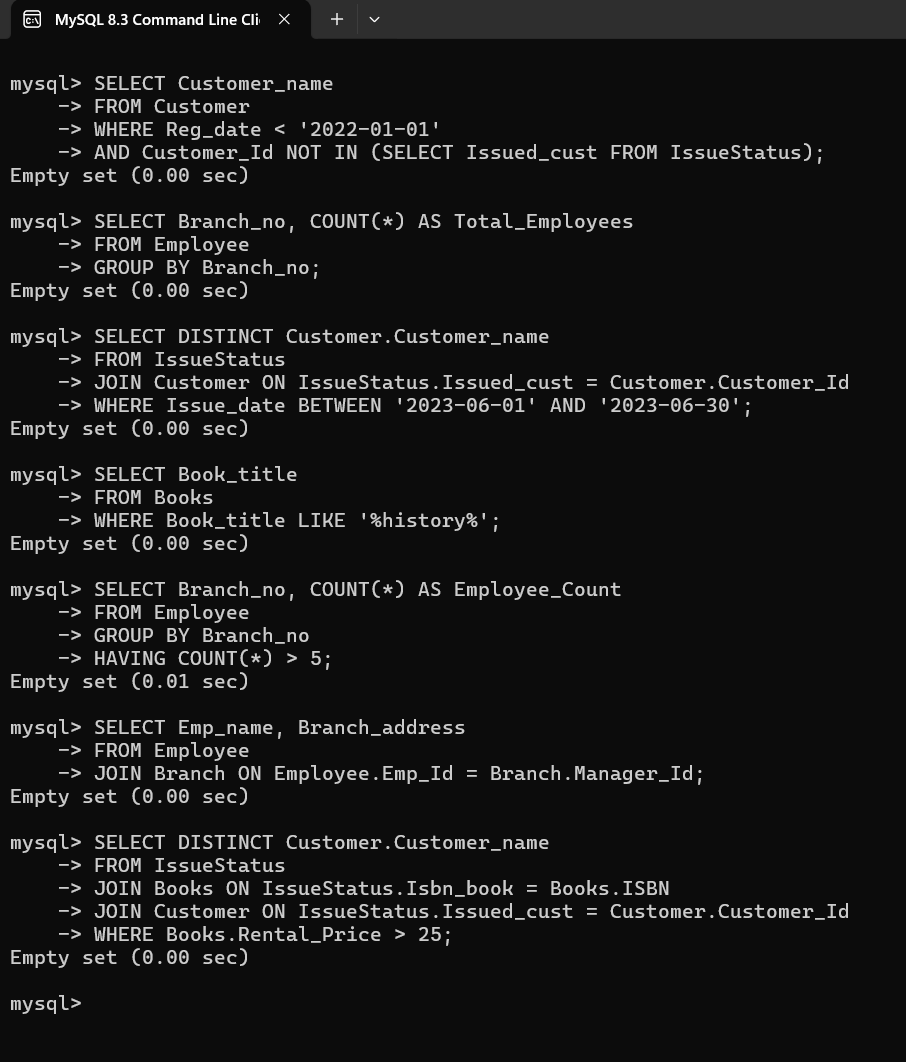 MySQL 8.3 Command Line Cli
mysql> SELECT Customer_name
    -> FROM Customer
    -> WHERE Reg_date < '2022-01-01'
    -> AND Customer_Id NOT IN (SELECT Issued_cust FROM IssueStatus);
Empty set (0.00 sec)
mysql> SELECT Branch_no, COUNT(*) AS Total_Employees
    -> FROM Employee
    -> GROUP BY Branch_no;
Empty set (0.00 sec)
mysql> SELECT DISTINCT Customer.Customer_name
    -> FROM IssueStatus
    -> JOIN Customer ON IssueStatus.Issued_cust = Customer.Customer_Id
    -> WHERE Issue_date BETWEEN '2023-06-01' AND '2023-06-30';
Empty set (0.00 sec)
mysql> SELECT Book_title
    -> FROM Books
    -> WHERE Book_title LIKE '%history%';
Empty set (0.00 sec)
mysql> SELECT Branch_no, COUNT(*) AS Employee_Count
    -> FROM Employee
    -> GROUP BY Branch_no
    -> HAVING COUNT(*) > 5;
Empty set (0.01 sec)
mysql> SELECT Emp_name, Branch_address
    -> FROM Employee
    -> JOIN Branch ON Employee.Emp_Id = Branch.Manager_Id;
Empty set (0.00 sec)
mysql> SELECT DISTINCT Customer.Customer_name
    -> FROM IssueStatus
    -> JOIN Books ON IssueStatus.Isbn_book = Books.ISBN
    -> JOIN Customer ON IssueStatus.Issued_cust = Customer.Customer_Id
    -> WHERE Books.Rental_Price > 25;
Empty set (0.00 sec)
mysql>